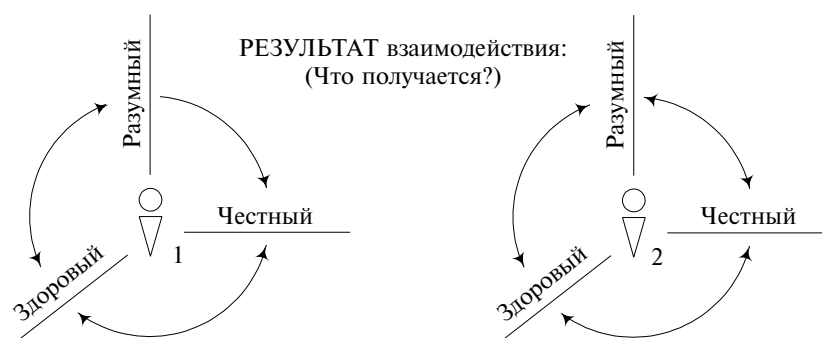 РЕЗУЛЬТАТ взаимодействия:
(Что получается?)
Разумный
Честный
Здоровый
1
Разумный
Честный
Здоровый
2